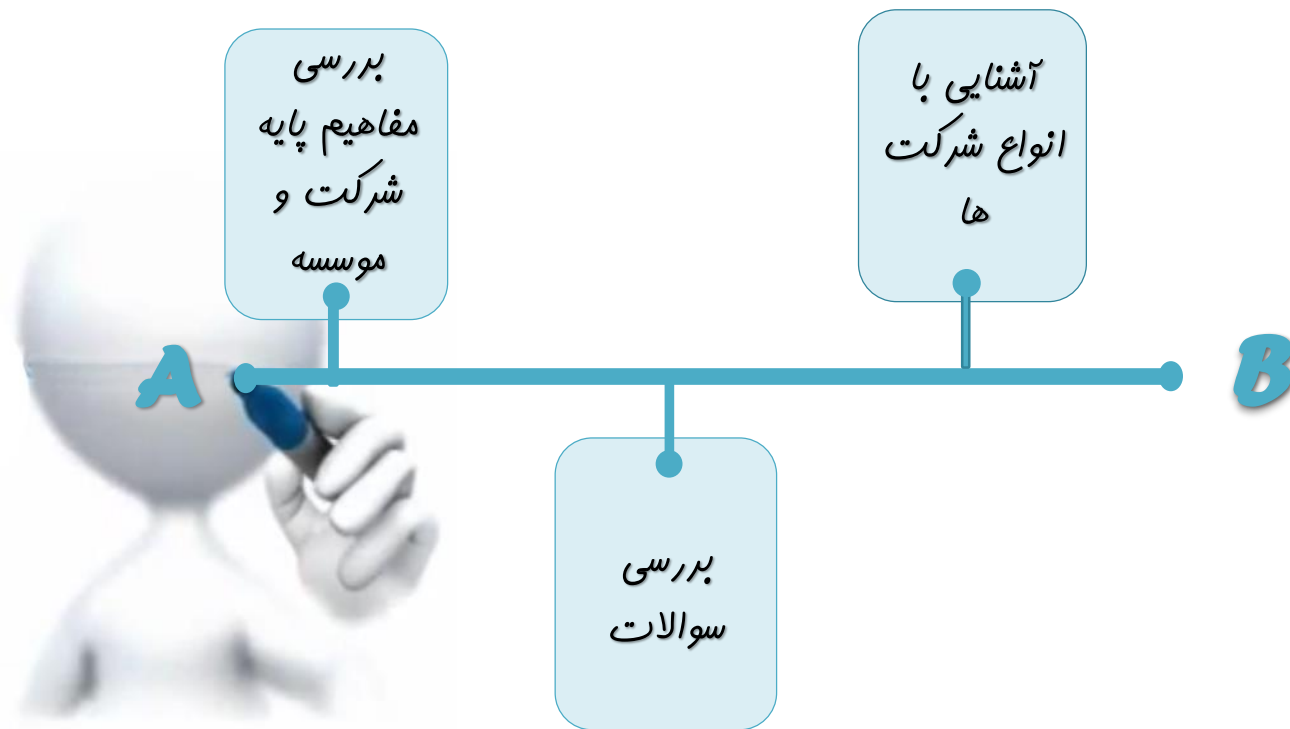 بررسی
مفاهیم پایه
شرکت و
موسسه
آشنایی با
انواع شرکت
ها
A
B
بررسی
سوالات